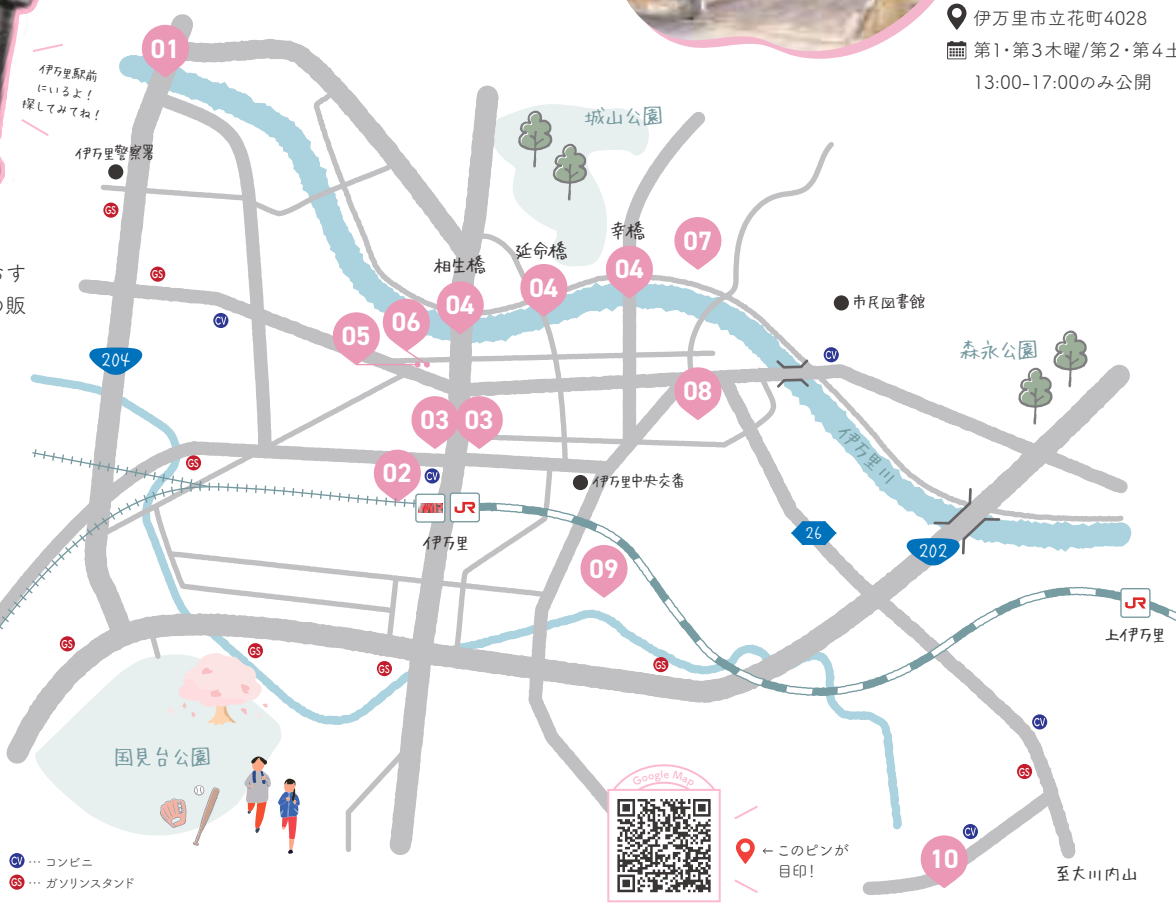 伊万里市立花町4028
第1・第3木曜/第2・第4土
13:00-17:00のみ公開
01
伊万里駅前
にいるよ!
探してみてね!
伊万里警察署
GS
おす
の販
GS
CV
204
城山公園
幸橋
延命橋
相生橋
04
04
04
07
05
06
市民図書館
CV
森永公園
08
03
03
伊万里川
GS
02
CV
伊万里中央交番
JR
伊万里
26
202
09
JR
上伊万里
GS
GS
GS
GS
国見台公園
CV
GS
CV
10
至大川内山
Google Map
←このピンが
目印!
CV … コンビニ
GS … ガソリンスタンド